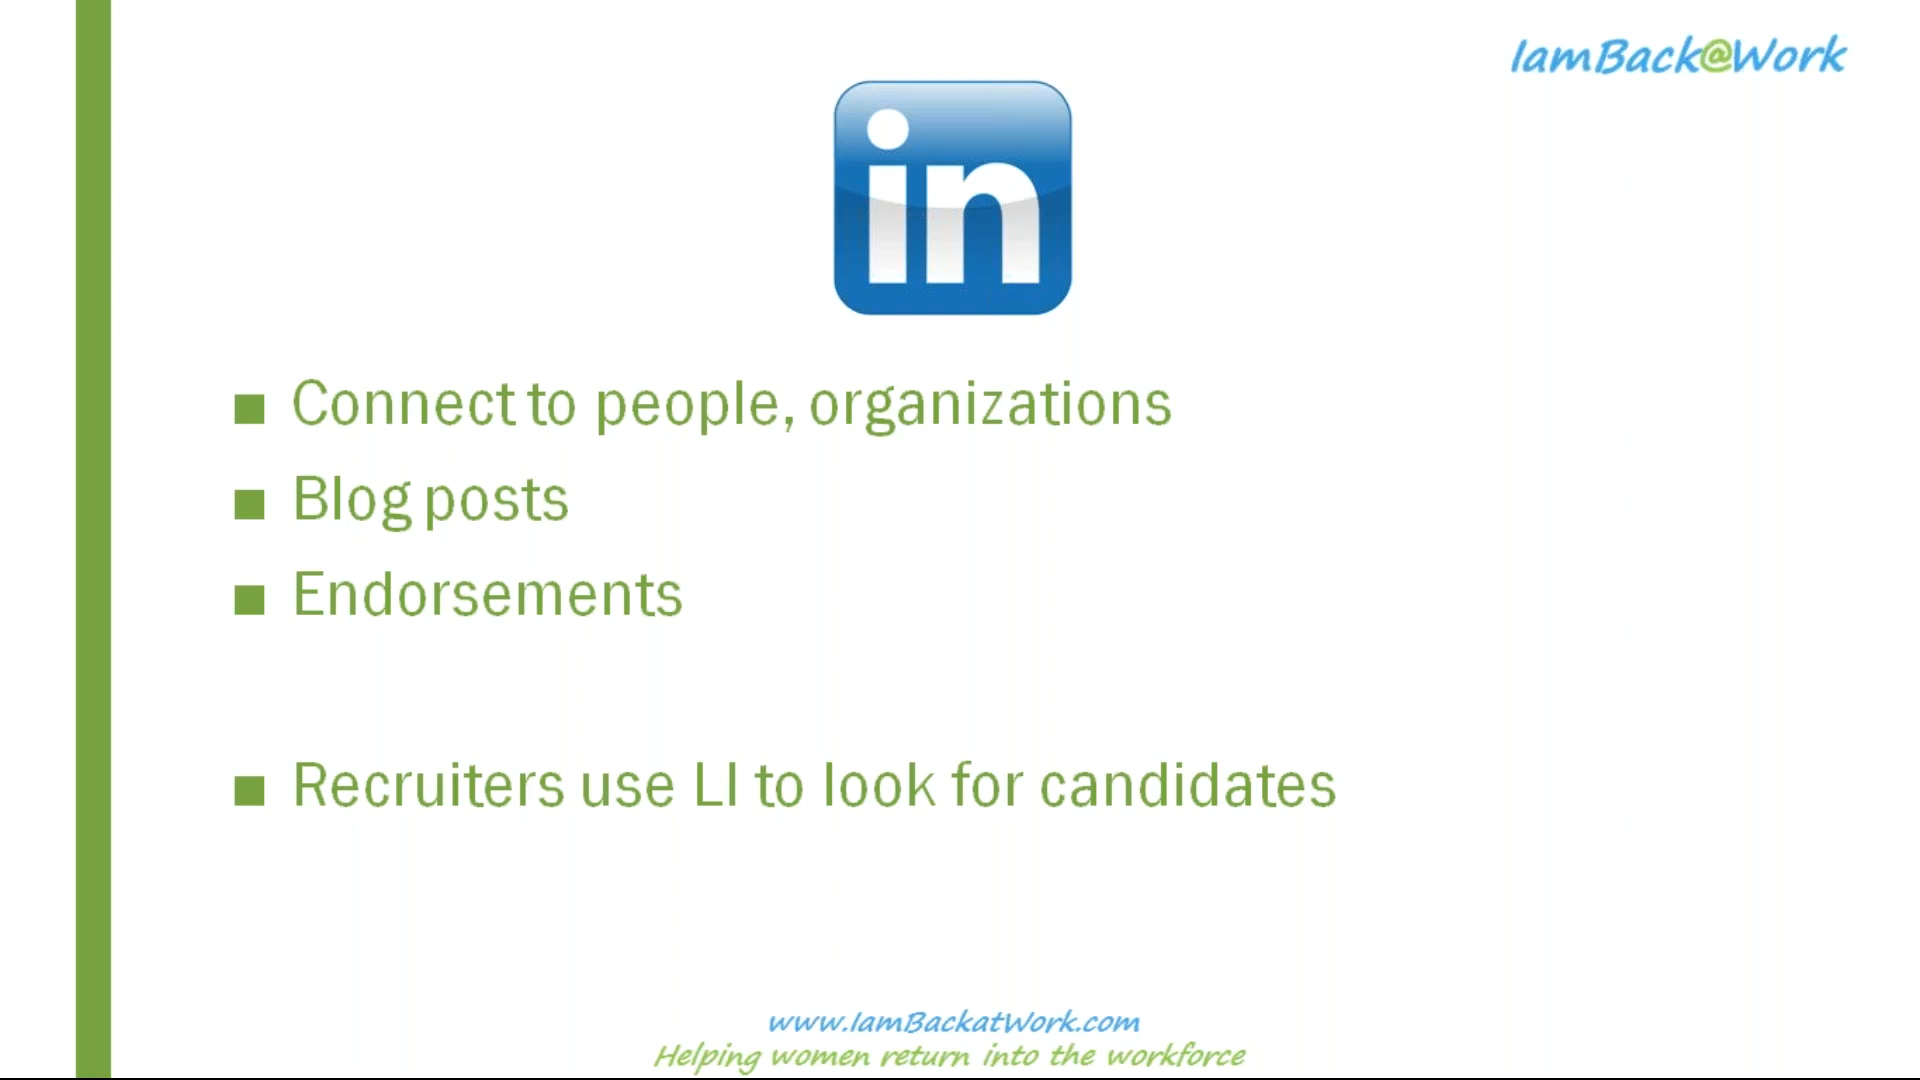 IamBack@Work
in
Connect to people, organizations
Blog posts
Endorsements
Recruiters use LI to look for candidates
www.IamBackatWork.com
Helping women return into the workforce